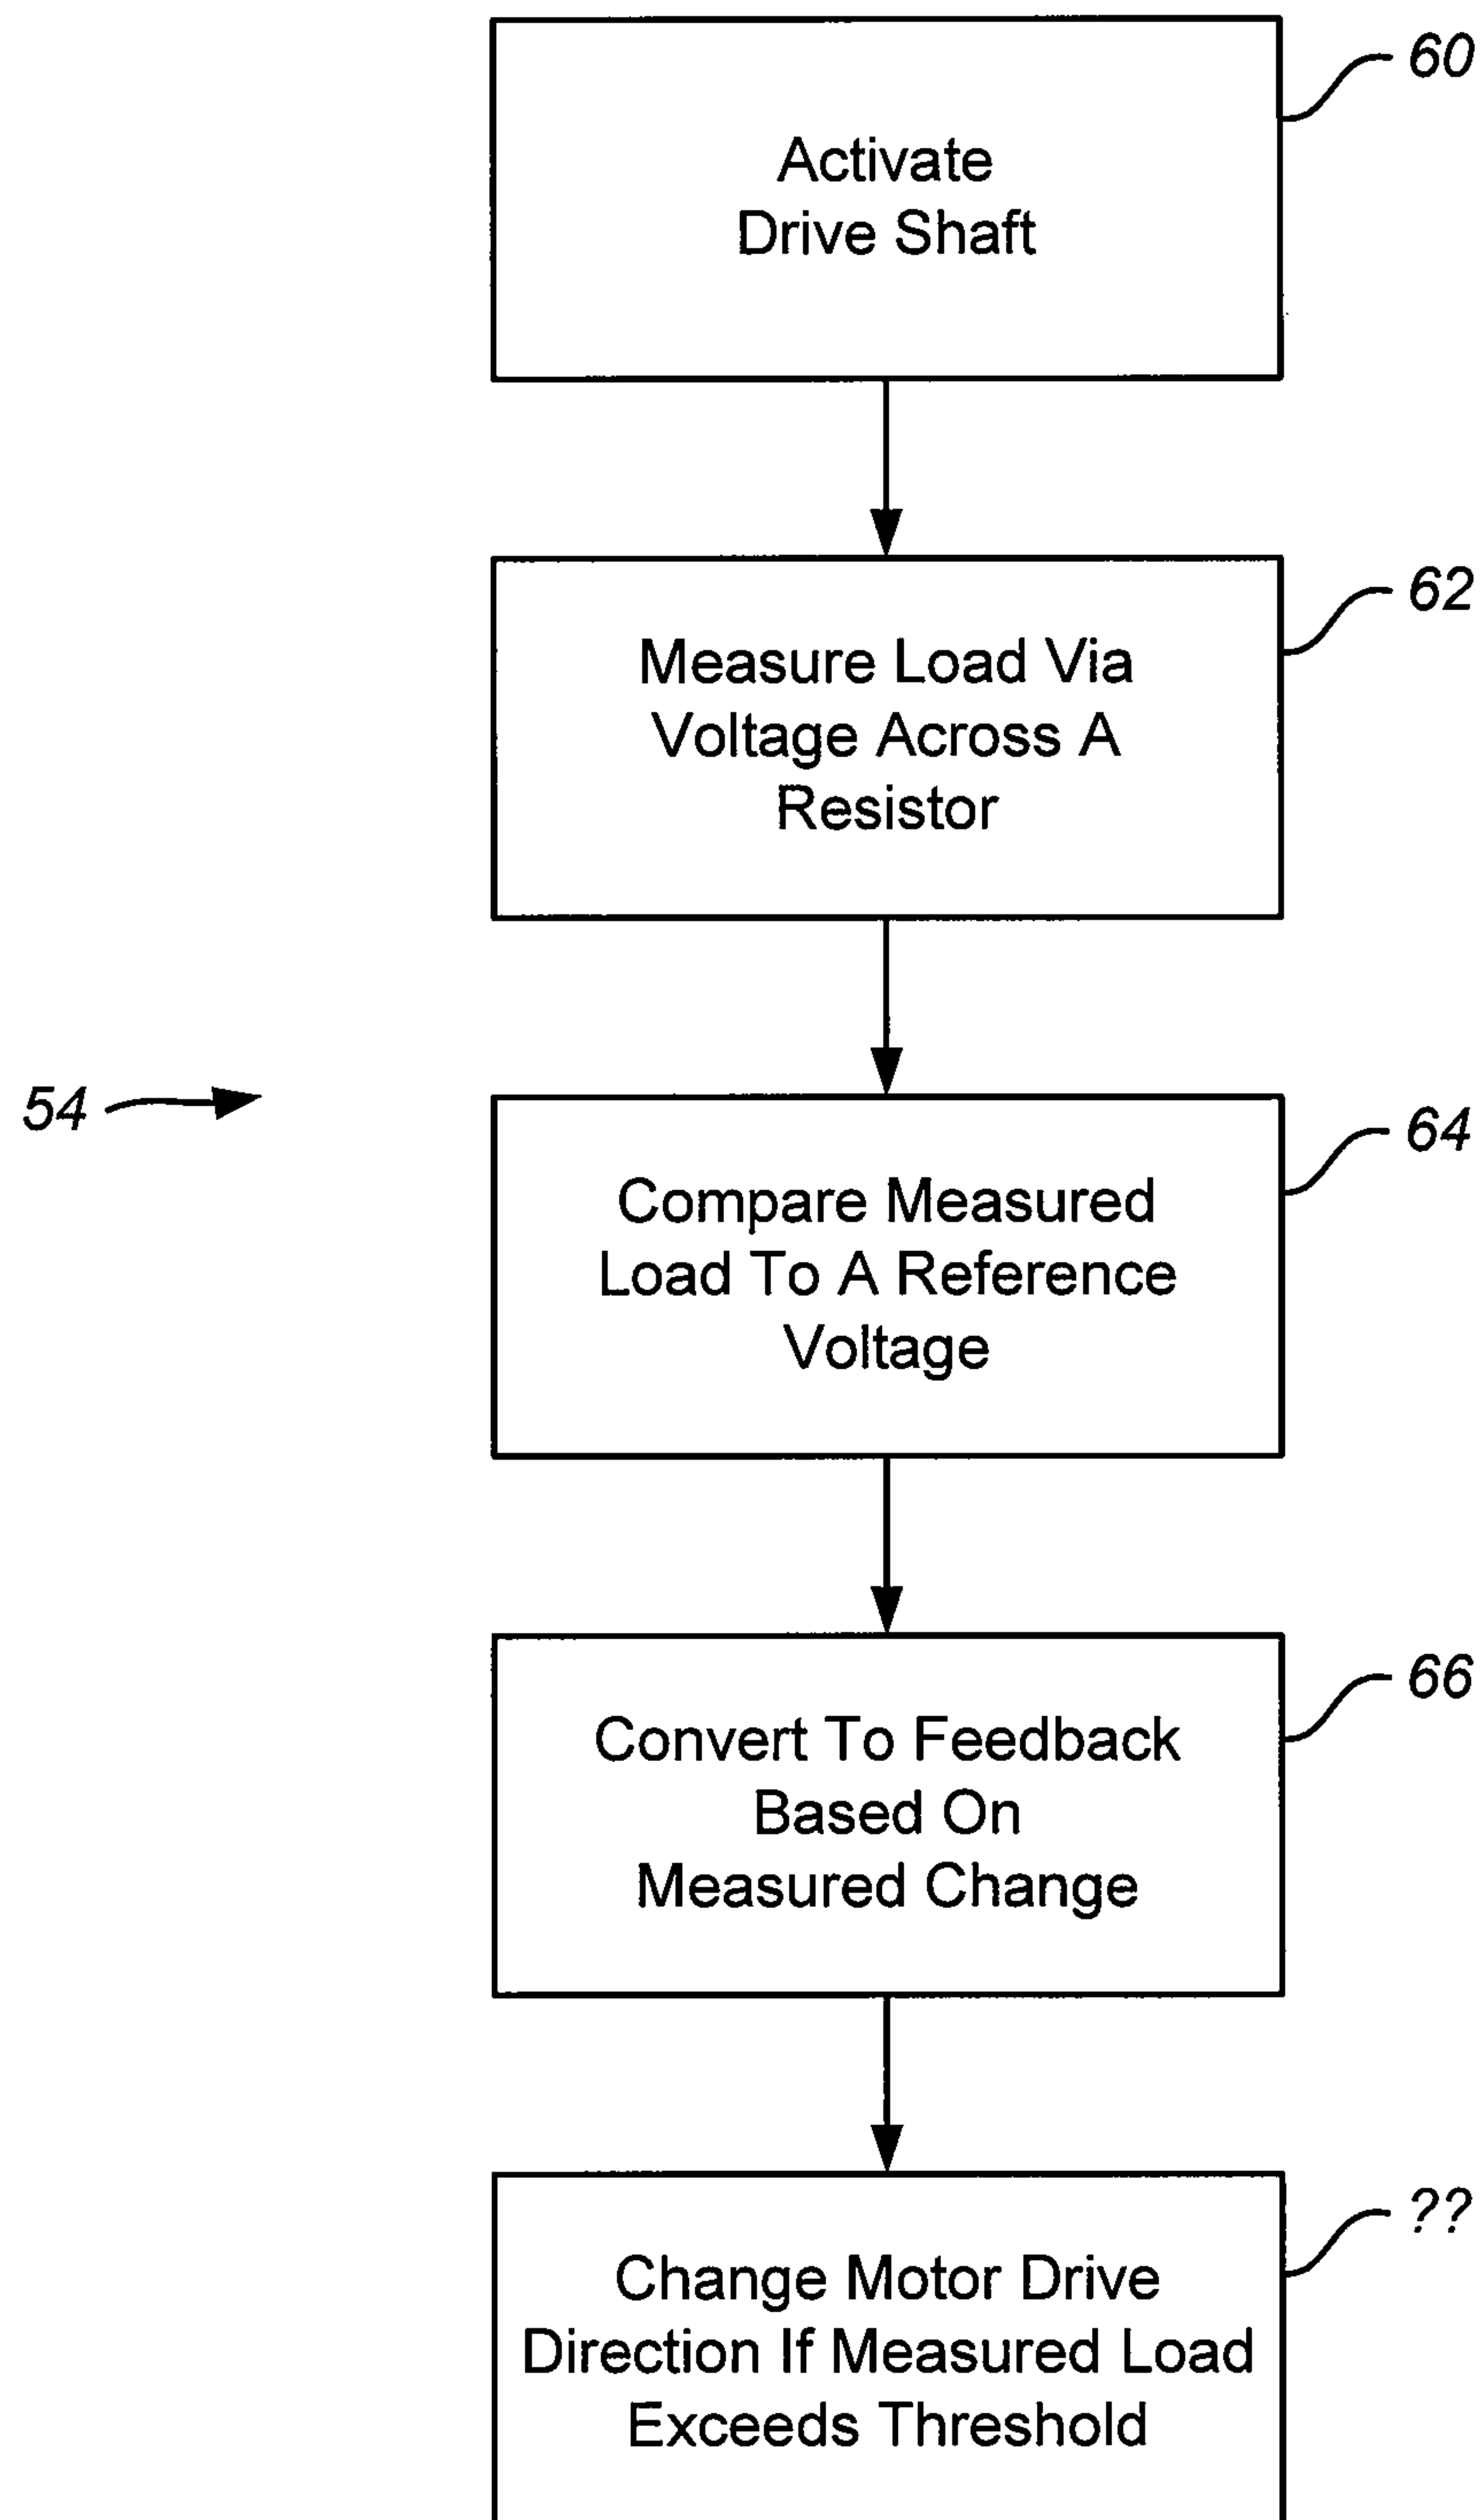 Activate
Drive Shaft
60
Measure Load Via
Voltage Across A
Resistor
62
54
Compare Measured
Load To A Reference
Voltage
64
Convert To Feedback
Based On
Measured Change
66
Change Motor Drive
Direction If Measured Load
Exceeds Threshold
??